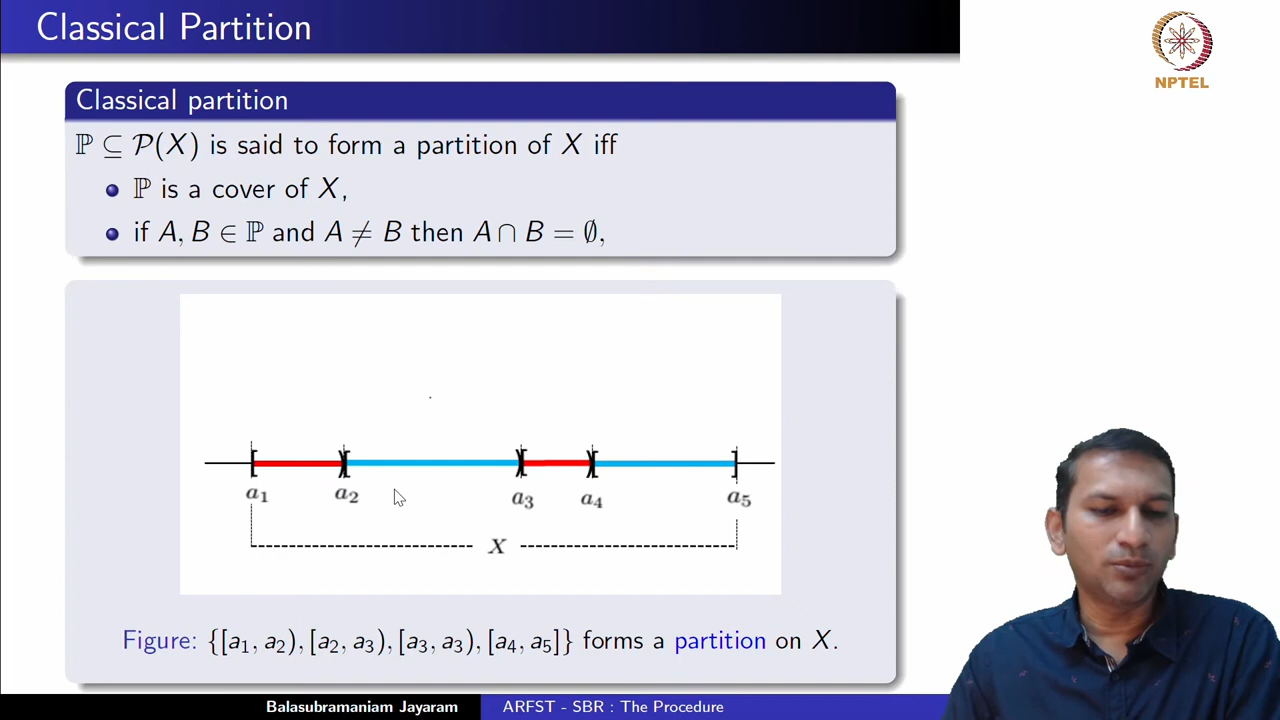 Classical Partition
NPTEL
Classical partition
ℙ ⊆ 𝒫(X) is said to form a partition of X iff
ℙ is a cover of X,
if A, B ∈ ℙ and A ≠ B then A ∩ B = ∅,
a₁ a₂ a₃ a₄ a₅
X
Figure: {[a₁, a₂), [a₂, a₃), [a₃, a₃), [a₄, a₅]} forms a partition on X.
Balasubramaniam Jayaram ARFST - SBR : The Procedure